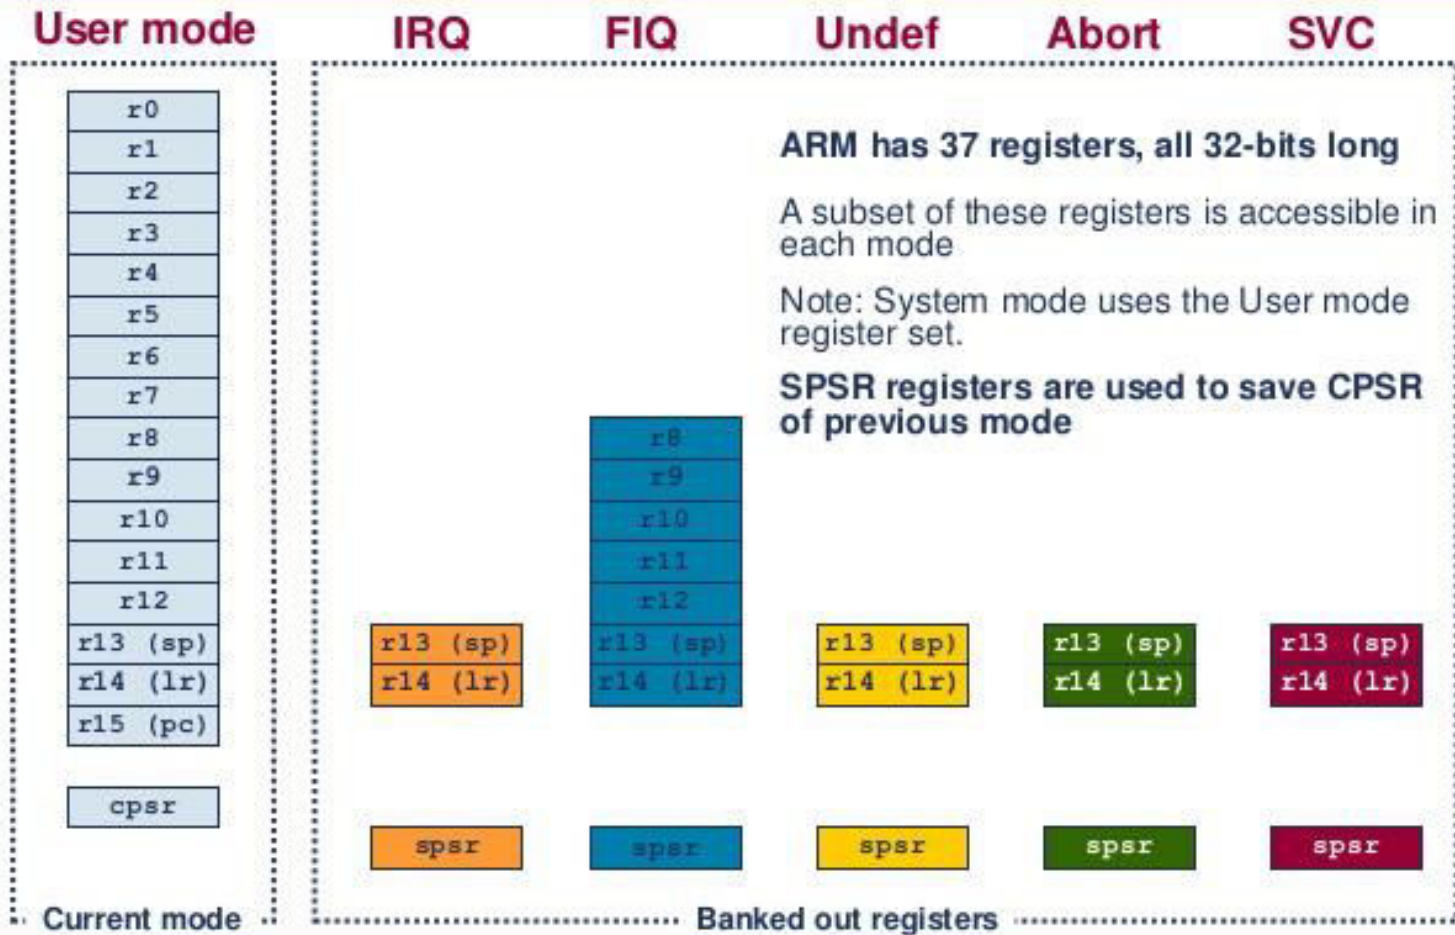 User mode
IRQ
FIQ
Undef
Abort
SVC
r0
r1
r2
r3
r4
r5
r6
r7
r8
r9
r10
r11
r12
r13 (sp)
r14 (lr)
r15 (pc)
cpsr
Current mode
r13 (sp)
r14 (lr)
spsr
r8
r9
r10
r11
r12
r13 (sp)
r14 (lr)
spsr
r13 (sp)
r14 (lr)
spsr
r13 (sp)
r14 (lr)
spsr
r13 (sp)
r14 (lr)
spsr
ARM has 37 registers, all 32-bits long
A subset of these registers is accessible in
each mode
Note: System mode uses the User mode
register set.
SPSR registers are used to save CPSR
of previous mode
Banked out registers